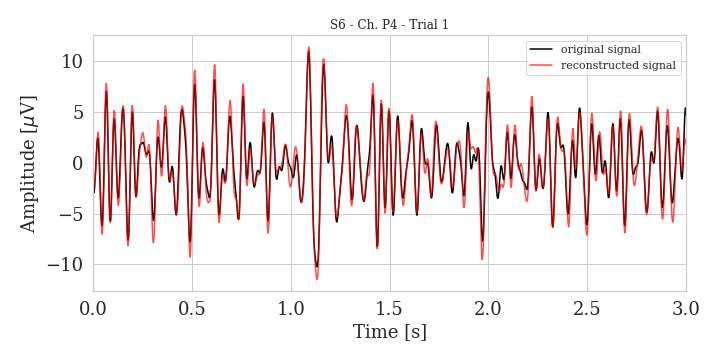 S6 - Ch. P4 - Trial 1
original signal
reconstructed signal
Amplitude [μV]
10
5
0
−5
−10
0.0 0.5 1.0 1.5 2.0 2.5 3.0
Time [s]